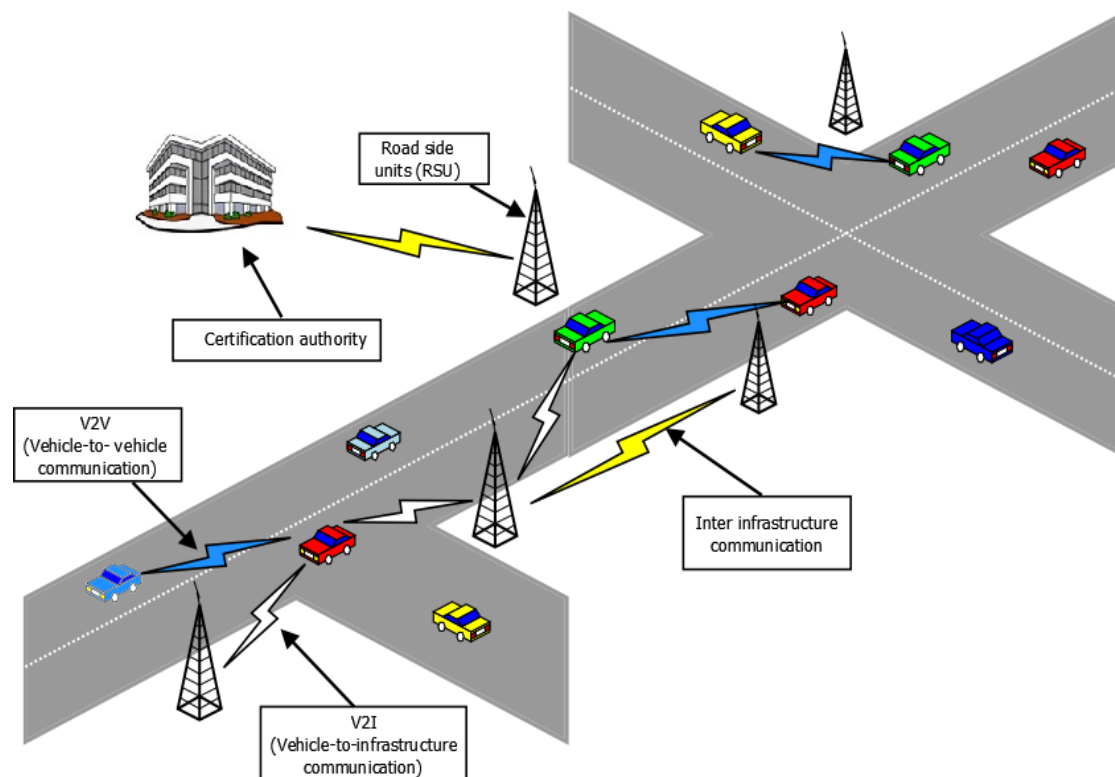 Road side
units (RSU)
Certification authority
V2V
(Vehicle-to- vehicle
communication)
Inter infrastructure
communication
V2I
(Vehicle-to-infrastructure
communication)